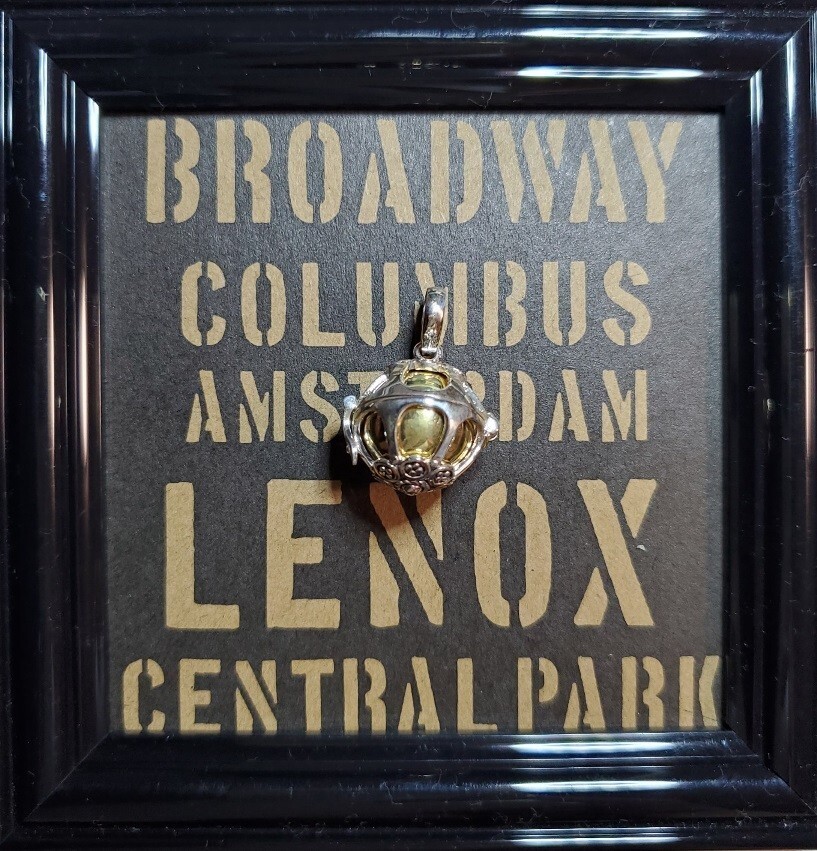 BROADWAY
COLUMBUS
AMSTERDAM
LENOX
CENTRAL PARK